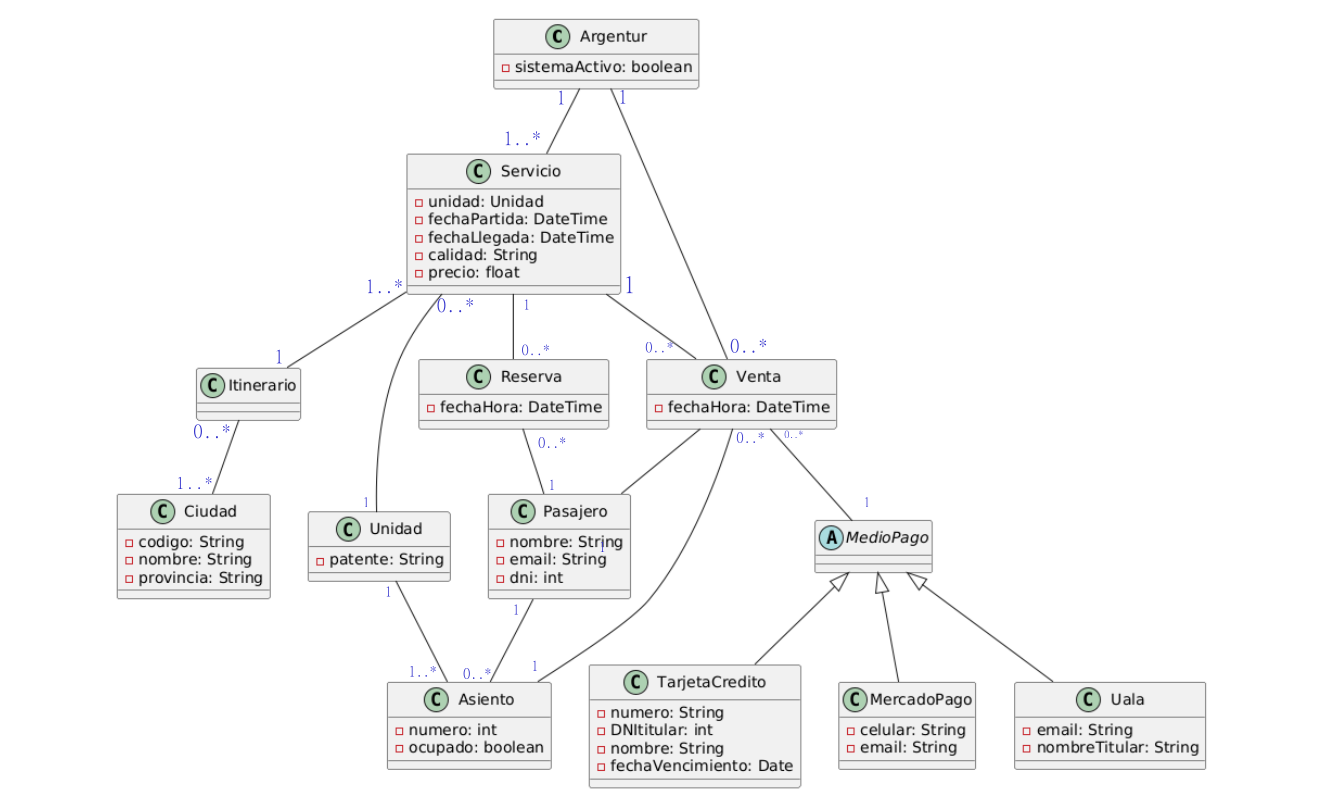 C Argentur
sistemaActivo: boolean
1 1
1..*
C Servicio
unidad: Unidad
fechaPartida: DateTime
fechaLlegada: DateTime
calidad: String
precio: float
1..* 0..* 1 1
1 0..* 0..* 0..*
C Itinerario
C Reserva
fechaHora: DateTime
C Venta
fechaHora: DateTime
0..* 0..* 0..* 0..*
1..* 1 1 1
C Ciudad
codigo: String
nombre: String
provincia: String
C Unidad
patente: String
C Pasajero
nombre: String
email: String
dni: int
1
A MedioPago
1 1
1..* 0..* 1
C Asiento
numero: int
ocupado: boolean
C TarjetaCredito
numero: String
DNItitular: int
nombre: String
fechaVencimiento: Date
C MercadoPago
celular: String
email: String
C Uala
email: String
nombreTitular: String